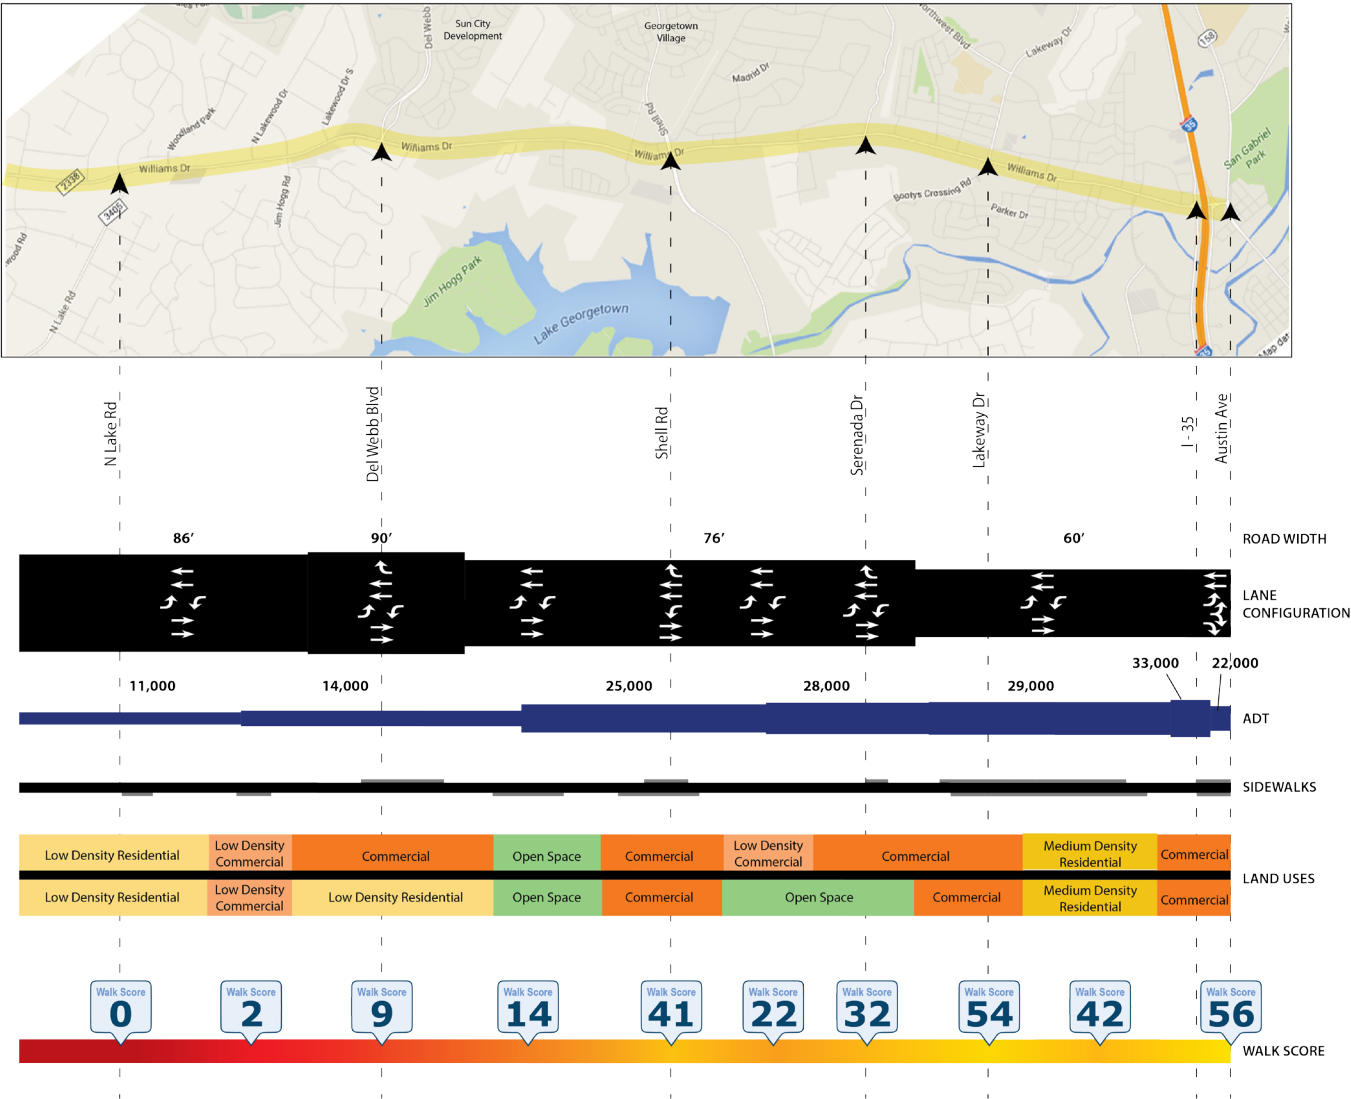 Del Webb
Sun City
Development
Georgetown
Village
Northwest Blvd
Lakeway Dr
158
Madrid Dr
Woodland Park
N Lakewood Dr
Lakewood Dr S
Shell Rd
35
San Gabriel
Park
Williams Dr
Williams Dr
Williams Dr
Williams Dr
2338
3405
Jim Hogg Rd
Bootys Crossing Rd
Parker Dr
wood Rd
N Lake Rd
Jim Hogg Park
Lake Georgetown
35
Map dat
N Lake Rd
Del Webb Blvd
Shell Rd
Serenada Dr
Lakeway Dr
I - 35
Austin Ave
86’ 90’ 76’ 60’ ROAD WIDTH
LANE
CONFIGURATION
33,000 22,000
11,000 14,000 25,000 28,000 29,000
ADT
SIDEWALKS
Low Density Residential
Low Density
Commercial
Commercial
Open Space
Commercial
Low Density
Commercial
Commercial
Medium Density
Residential
Commercial
LAND USES
Low Density Residential
Low Density
Commercial
Low Density Residential
Open Space
Commercial
Open Space
Commercial
Medium Density
Residential
Commercial
Walk Score
0
Walk Score
2
Walk Score
9
Walk Score
14
Walk Score
41
Walk Score
22
Walk Score
32
Walk Score
54
Walk Score
42
Walk Score
56
WALK SCORE